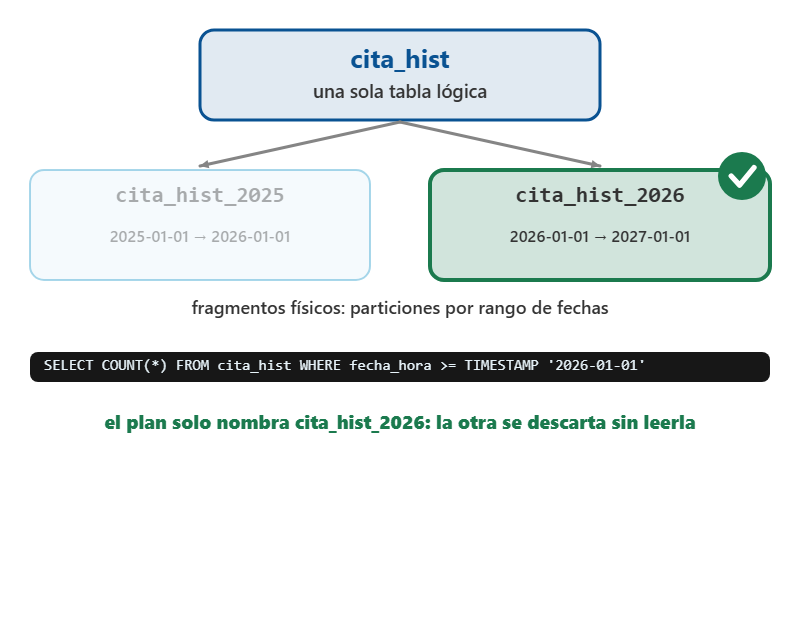 cita_hist
una sola tabla lógica
cita_hist_2025
2025-01-01 → 2026-01-01
cita_hist_2026
2026-01-01 → 2027-01-01
fragmentos físicos: particiones por rango de fechas
SELECT COUNT(*) FROM cita_hist WHERE fecha_hora >= TIMESTAMP '2026-01-01'
el plan solo nombra cita_hist_2026: la otra se descarta sin leerla